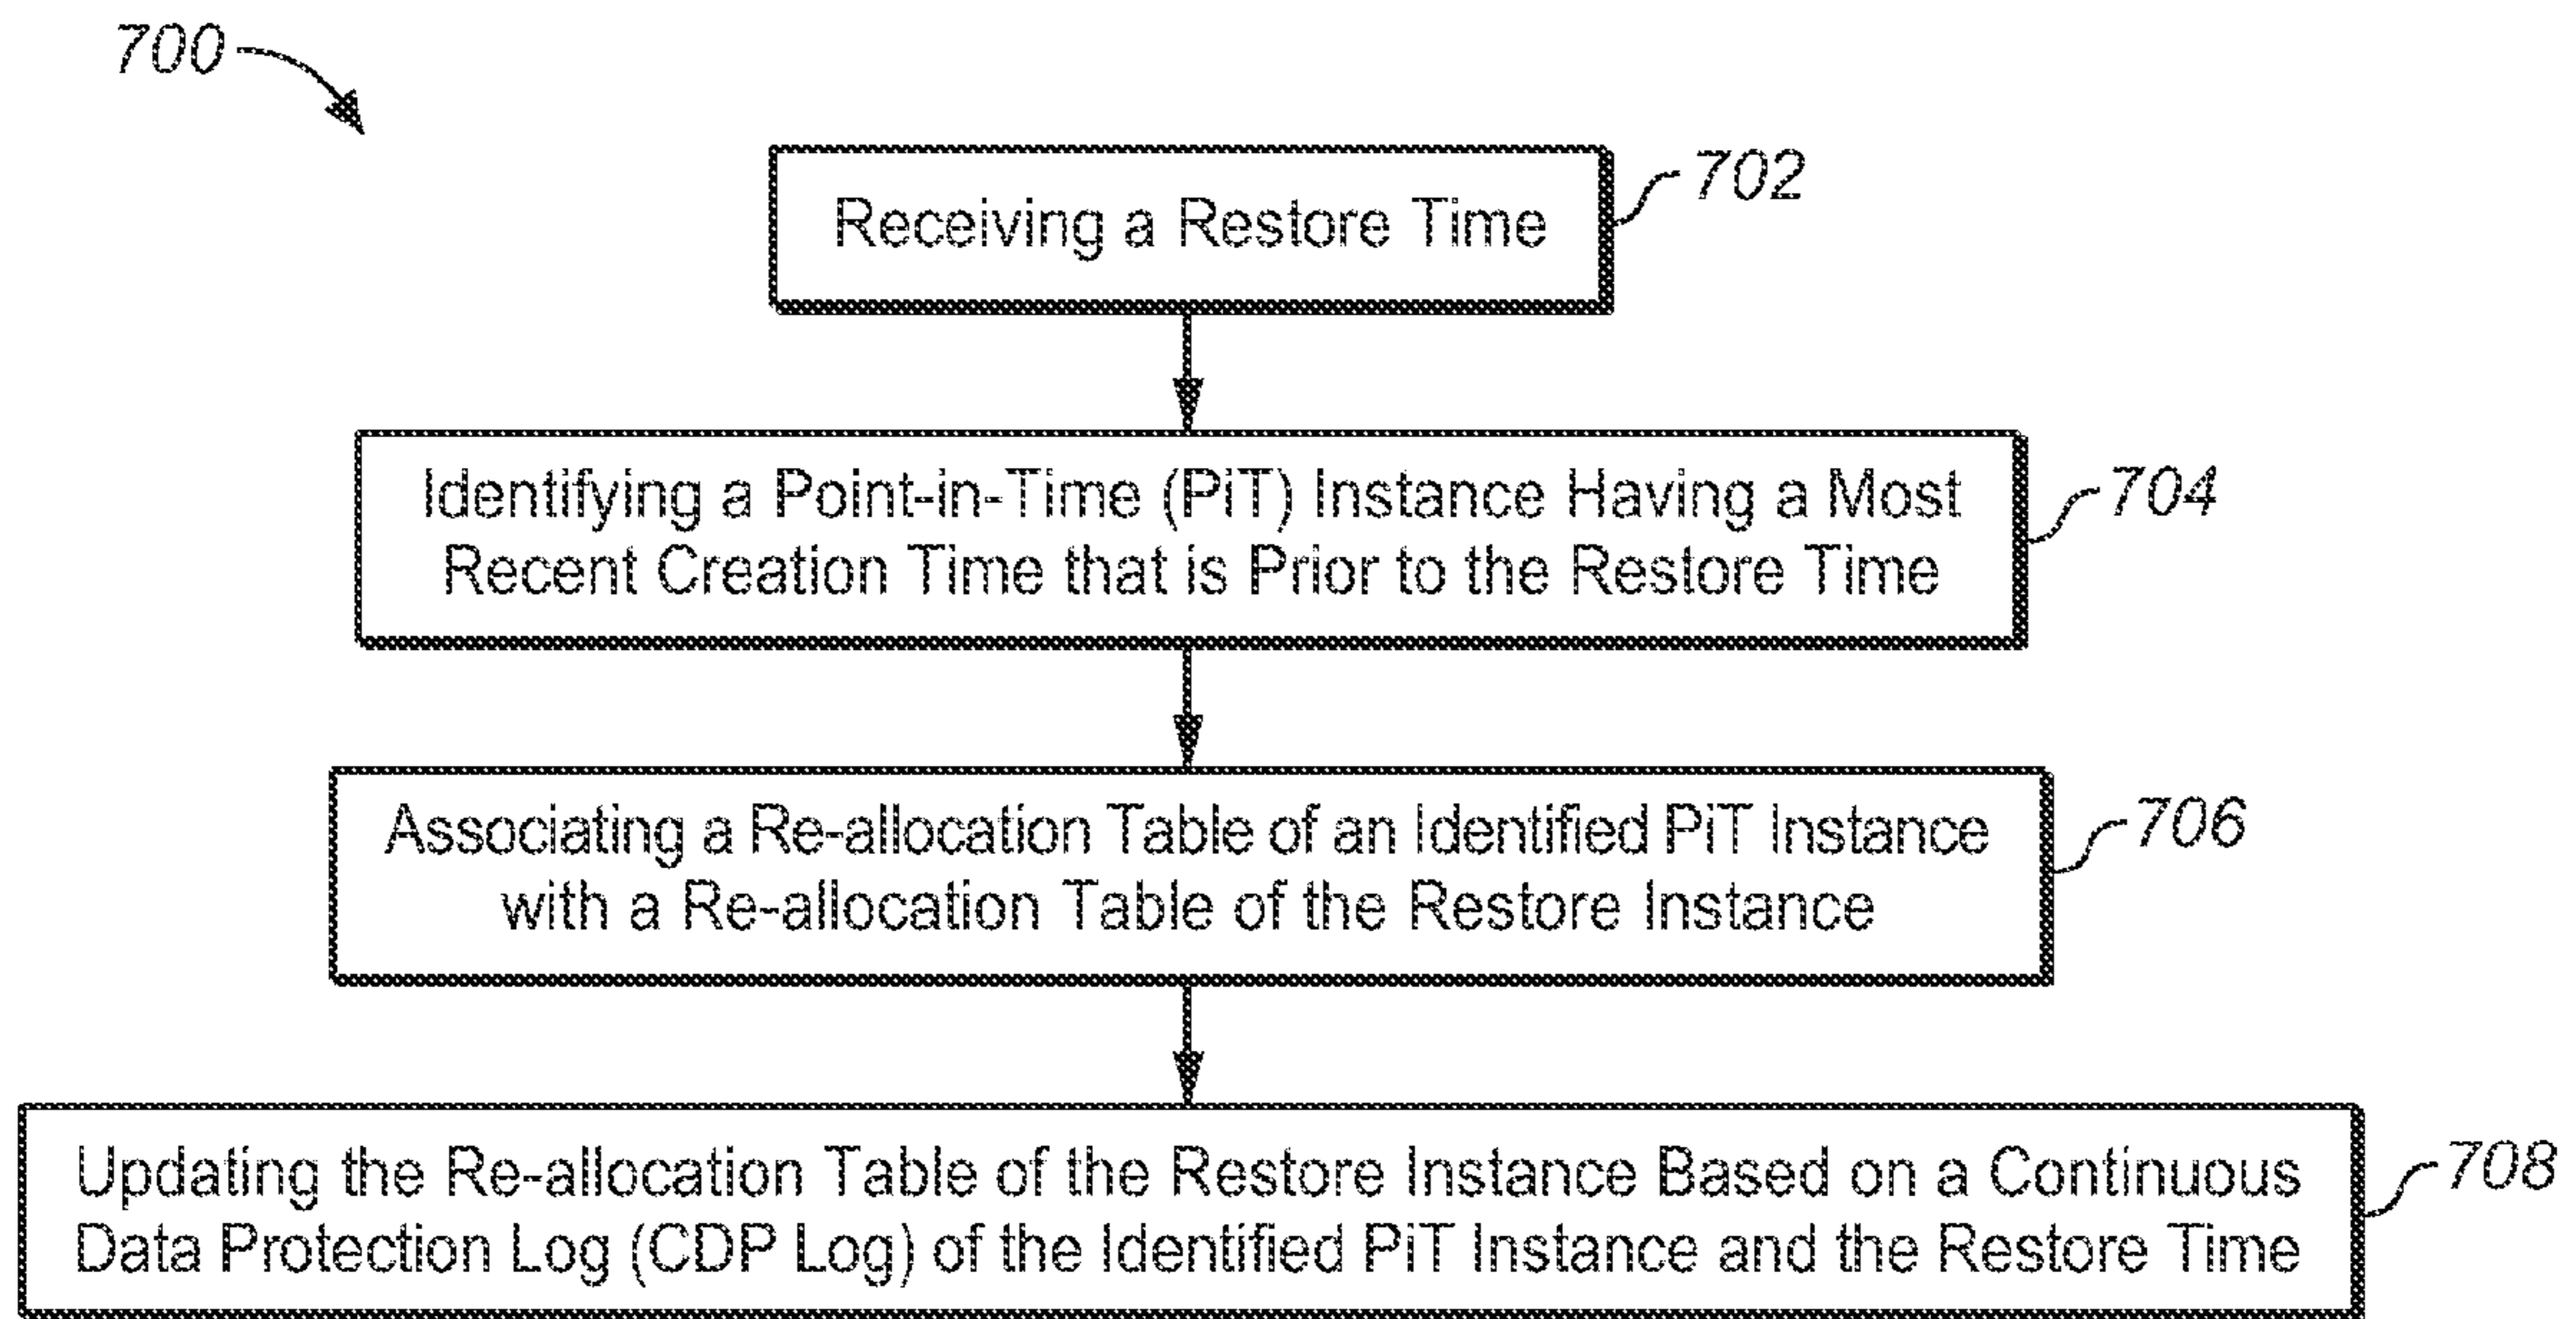 700
Receiving a Restore Time
702
Identifying a Point-in-Time (PiT) Instance Having a Most
Recent Creation Time that is Prior to the Restore Time
704
Associating a Re-allocation Table of an Identified PiT Instance
with a Re-allocation Table of the Restore Instance
706
Updating the Re-allocation Table of the Restore Instance Based on a Continuous
Data Protection Log (CDP Log) of the Identified PiT Instance and the Restore Time
708